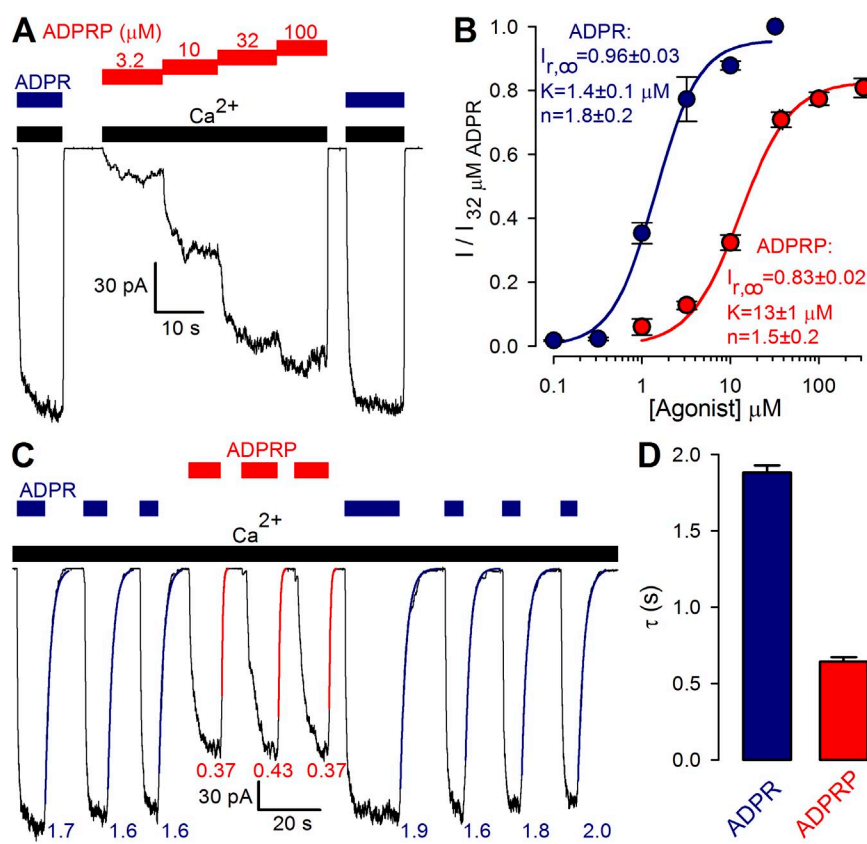 A
ADPRP (μM)
3.2
10
32
100
ADPR
Ca2+
30 pA
10 s
B
I / I 32 μM ADPR
1.0
0.8
0.6
0.4
0.2
0.0
ADPR:
Ir,∞=0.96±0.03
K=1.4±0.1 μM
n=1.8±0.2
ADPRP:
Ir,∞=0.83±0.02
K=13±1 μM
n=1.5±0.2
0.1
1
10
100
[Agonist] μM
C
ADPRP
ADPR
Ca2+
0.37
0.43
0.37
30 pA
20 s
1.7
1.6
1.6
1.9
1.6
1.8
2.0
D
τ (s)
2.0
1.5
1.0
0.5
0.0
ADPR
ADPRP